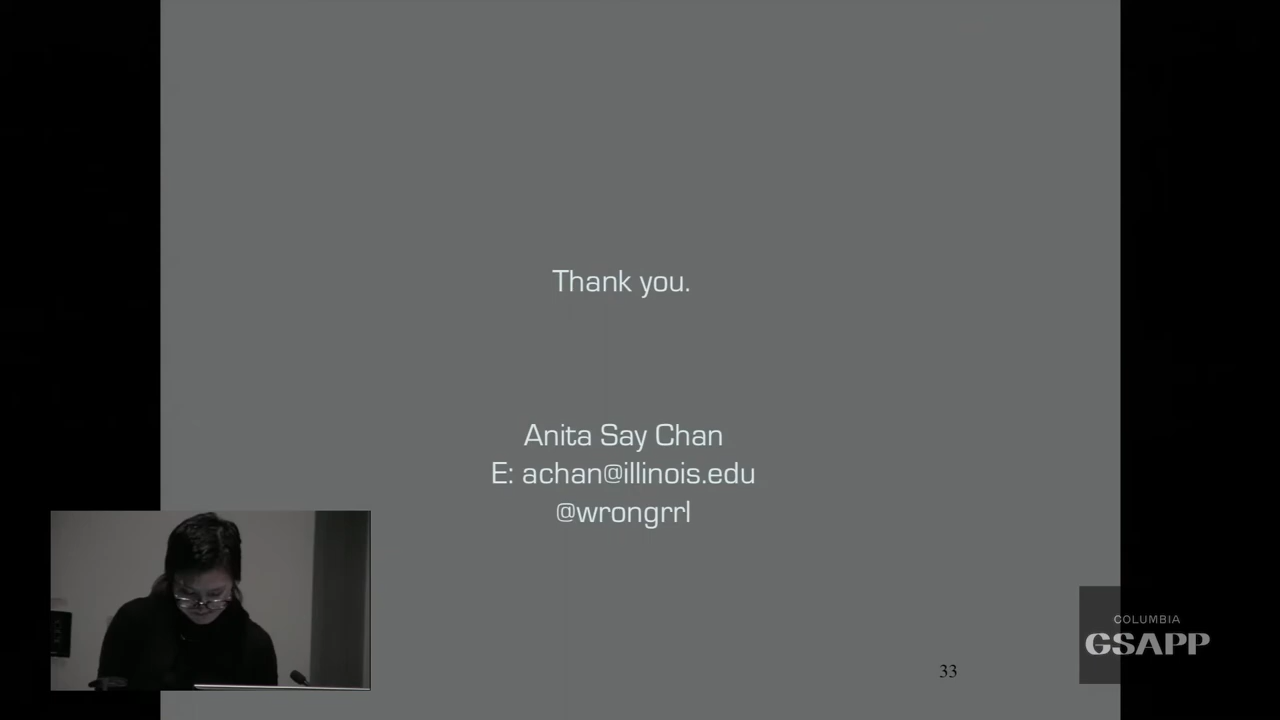 Thank you.
Anita Say Chan
E: achan@illinois.edu
@wrongrrl
33
COLUMBIA
GSAPP